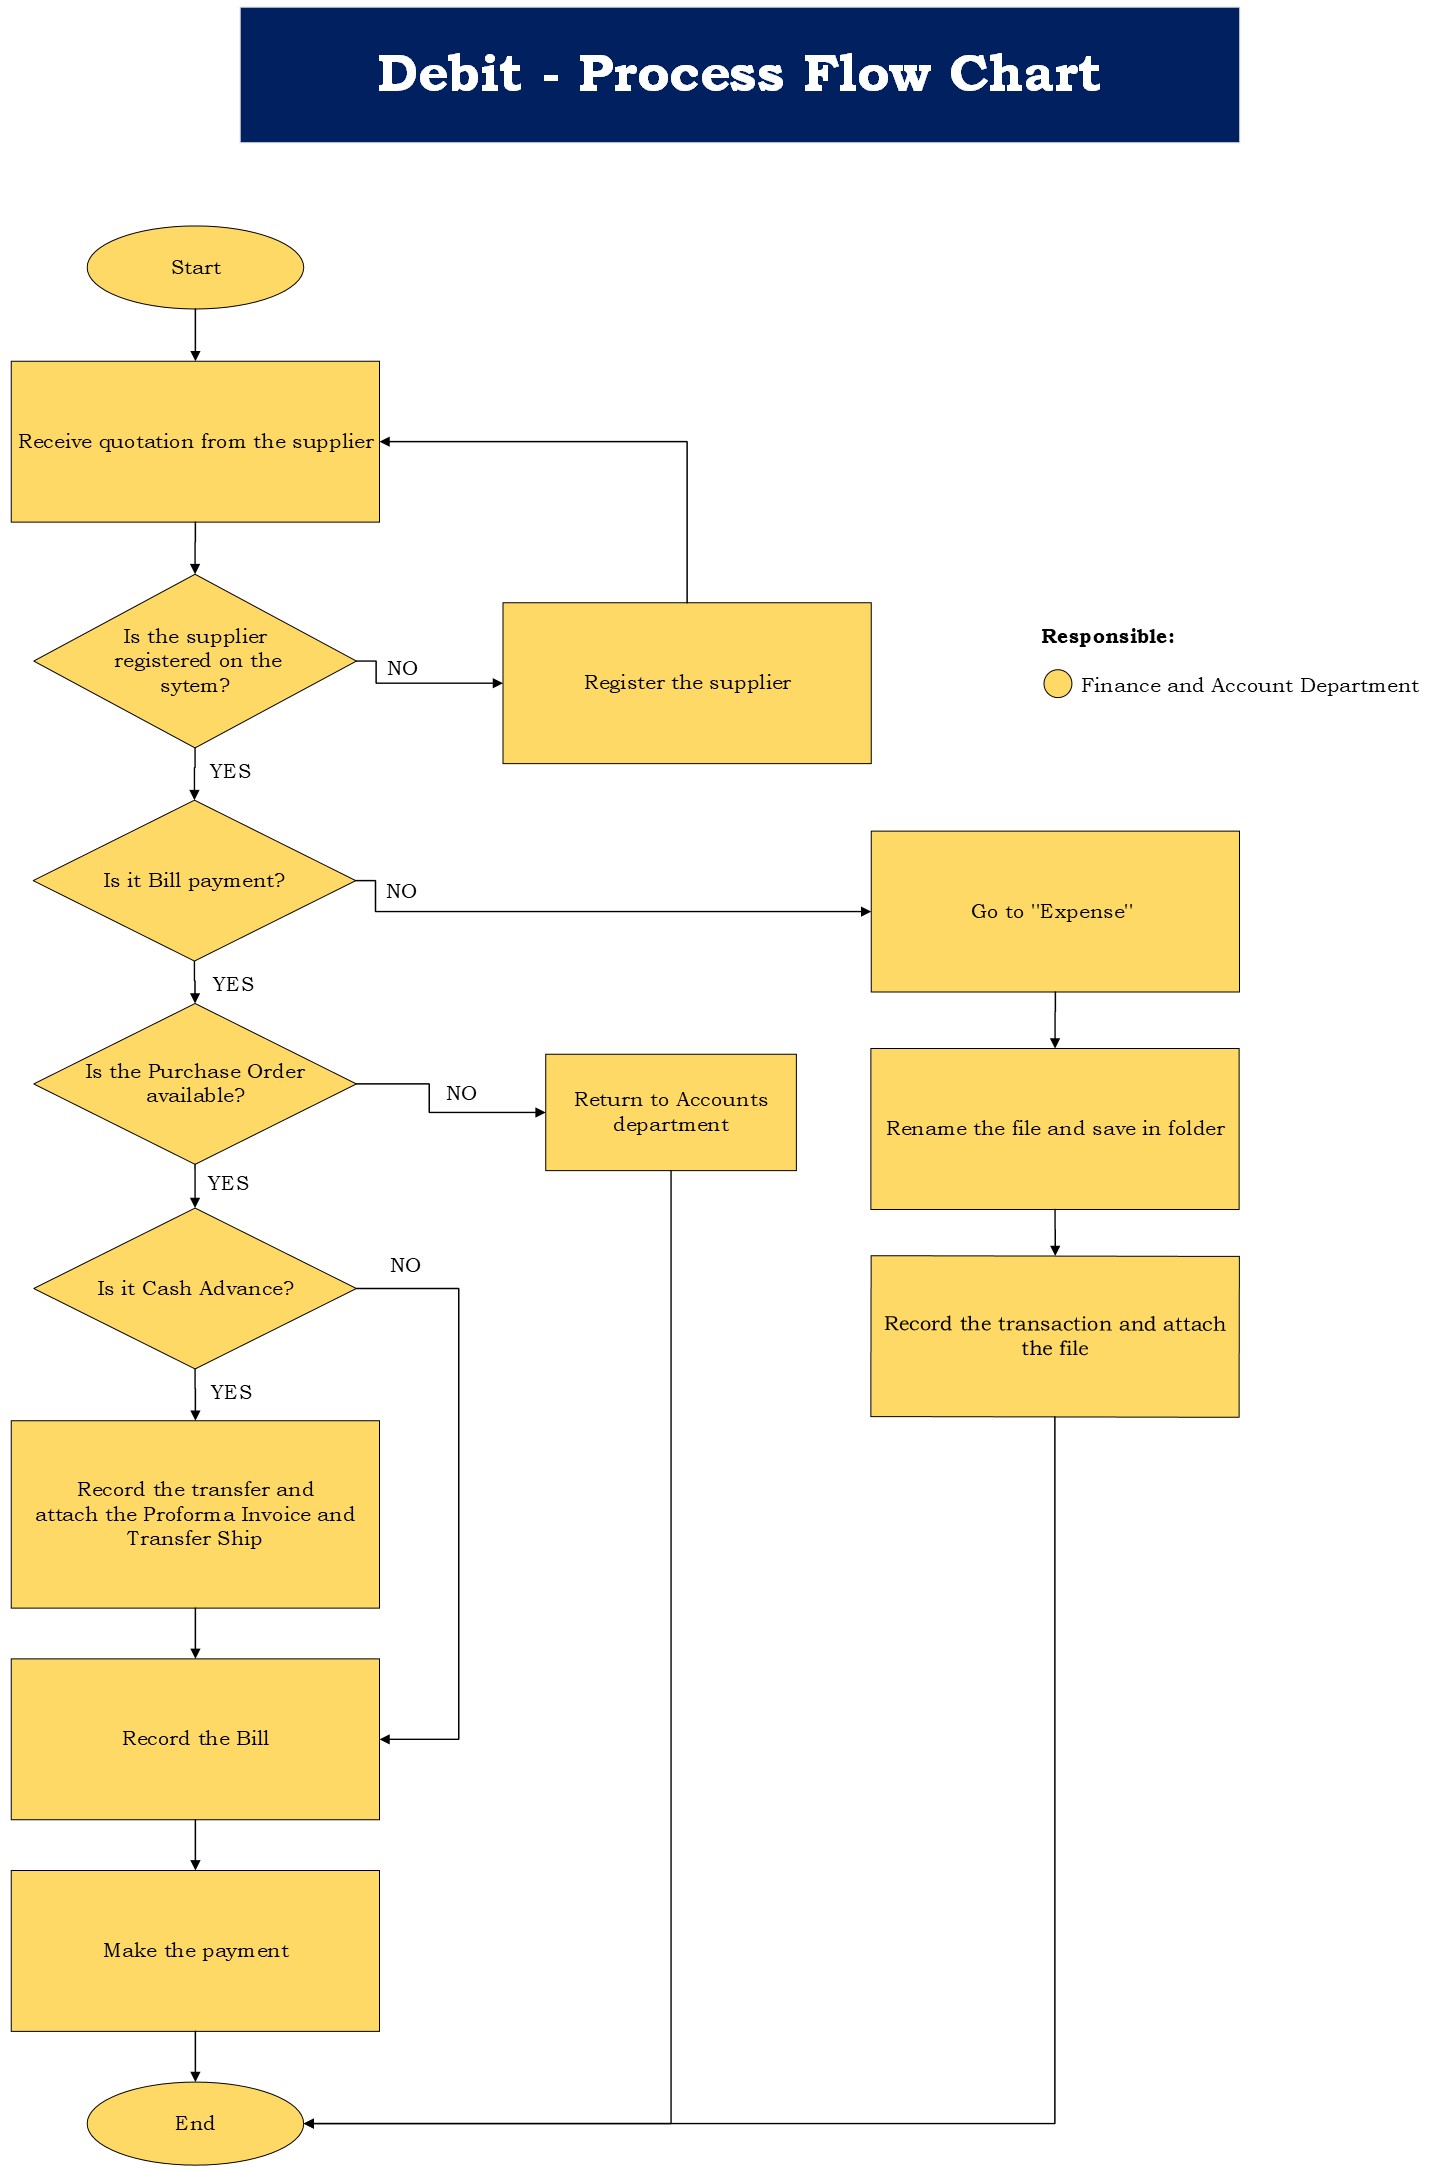 Debit - Process Flow Chart
Start
Receive quotation from the supplier
Is the supplier
registered on the
sytem?
NO
Register the supplier
Responsible:
Finance and Account Department
YES
Is it Bill payment?
NO
Go to "Expense"
YES
Is the Purchase Order
available?
NO
Return to Accounts
department
Rename the file and save in folder
YES
Is it Cash Advance?
NO
Record the transaction and attach
the file
YES
Record the transfer and
attach the Proforma Invoice and
Transfer Ship
Record the Bill
Make the payment
End